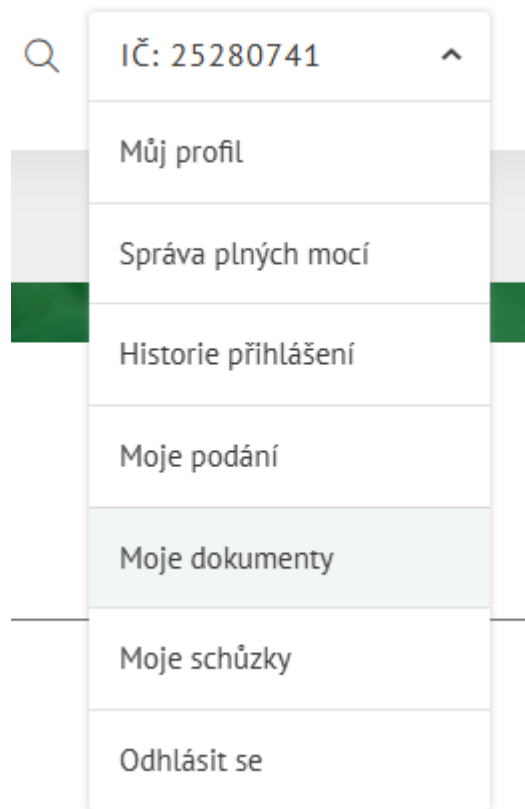 IČ: 25280741
Můj profil
Správa plných mocí
Historie přihlášení
Moje podání
Moje dokumenty
Moje schůzky
Odhlásit se